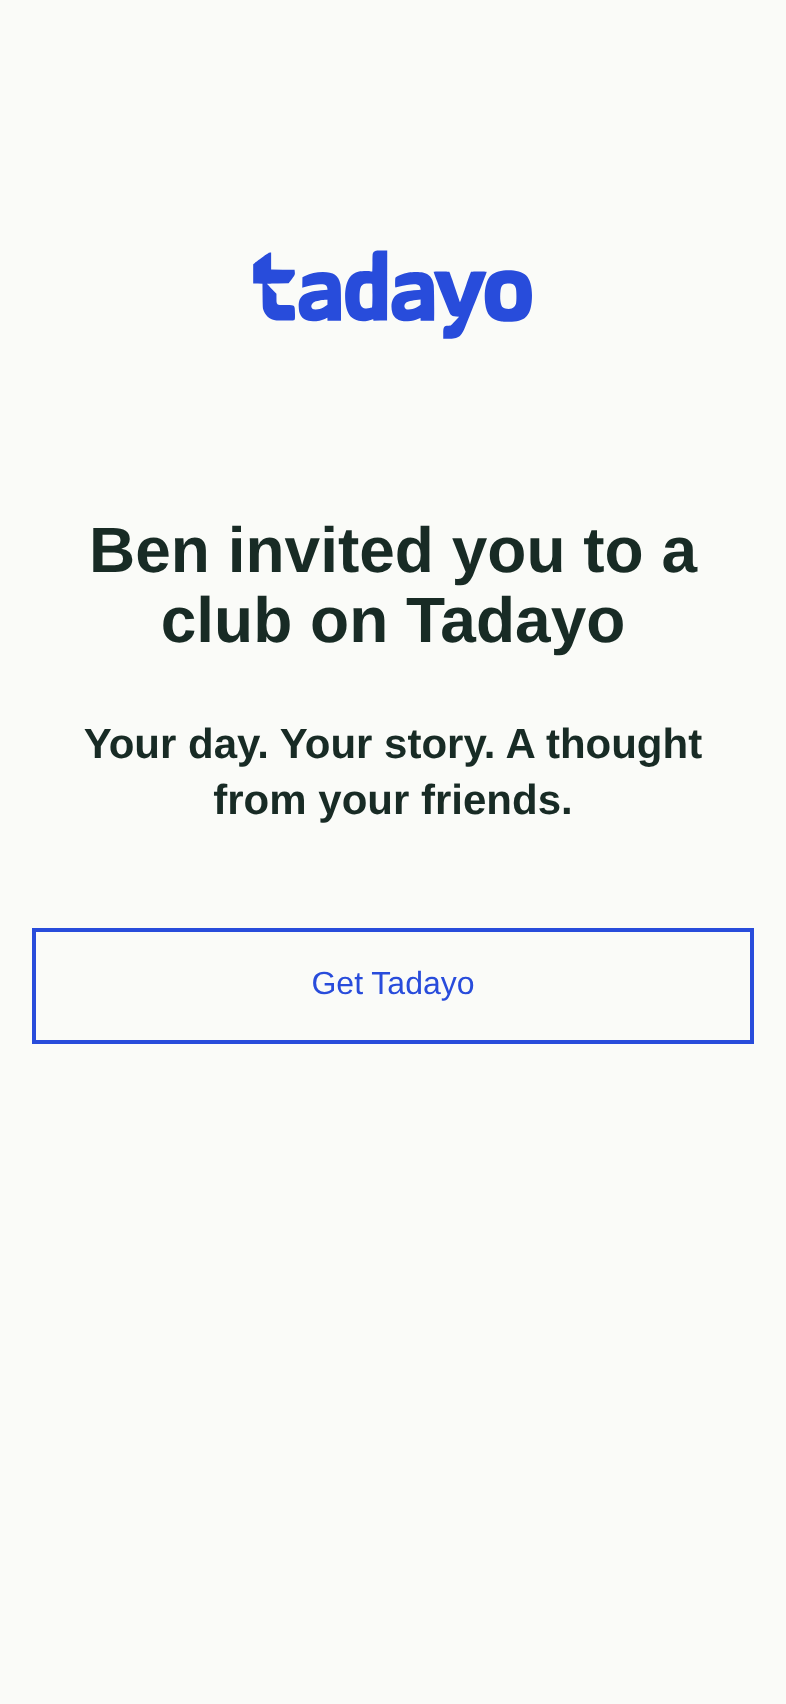 tadayo
Ben invited you to a
club on Tadayo
Your day. Your story. A thought
from your friends.
Get Tadayo